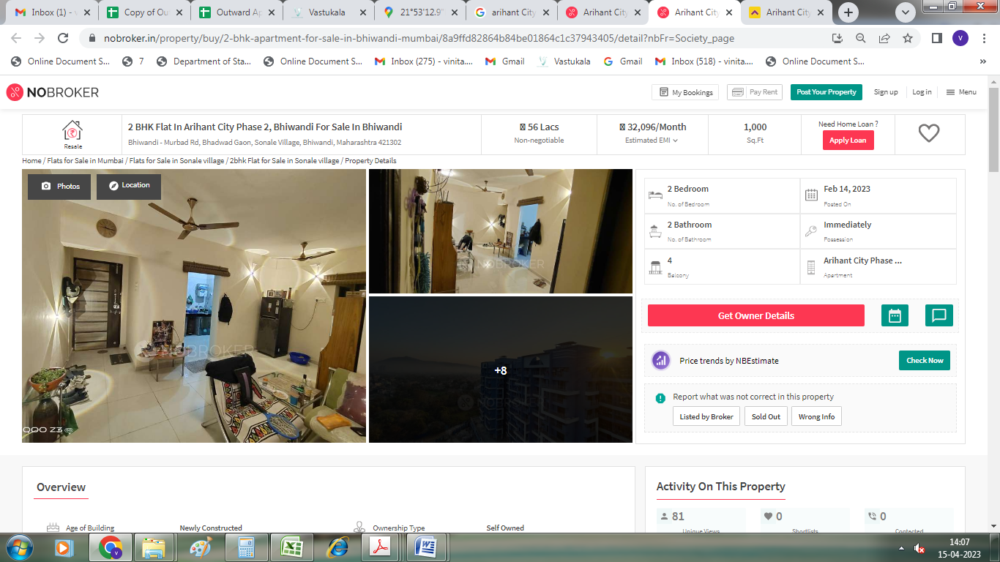 Inbox (1) - v
Copy of Ou
Outward Ap
Vastukala
21°53'12.9"
arihant City
Arihant City
Arihant City
Arihant City
nobroker.in/property/buy/2-bhk-apartment-for-sale-in-bhiwandi-mumbai/8a9ffd82864b84be01864c1c37943405/detail?nbFr=Society_page
V
Online Document S...
7
Department of Sta...
Online Document S...
Inbox (275) - vinita....
Gmail
Vastukala
Gmail
Inbox (518) - vinita....
Online Document S...
»
NOBROKER
My Bookings
Pay Rent
Post Your Property
Sign up
Log in
Menu
Resale
2 BHK Flat In Arihant City Phase 2, Bhiwandi For Sale In Bhiwandi
Bhiwandi - Murbad Rd, Bhadwad Gaon, Sonale Village, Bhiwandi, Maharashtra 421302
56 Lacs
Non-negotiable
32,096/Month
Estimated EMI
1,000
Sq.Ft
Need Home Loan ?
Apply Loan
Home / Flats for Sale in Mumbai / Flats for Sale in Sonale village / 2bhk Flat for Sale in Sonale village / Property Details
Photos
Location
NOBROKER
NOBROKER
NOBROKER
iQOO Z3 5G
+8
2 Bedroom
No. of Bedroom
Feb 14, 2023
Posted On
2 Bathroom
No. of Bathroom
Immediately
Possession
4
Balcony
Arihant City Phase ...
Apartment
Get Owner Details
Price trends by NBEstimate
Check Now
Report what was not correct in this property
Listed by Broker
Sold Out
Wrong Info
Overview
Age of Building
Newly Constructed
Ownership Type
Self Owned
Activity On This Property
81
Unique Views
0
Shortlists
0
Contacted
V
14:07
15-04-2023